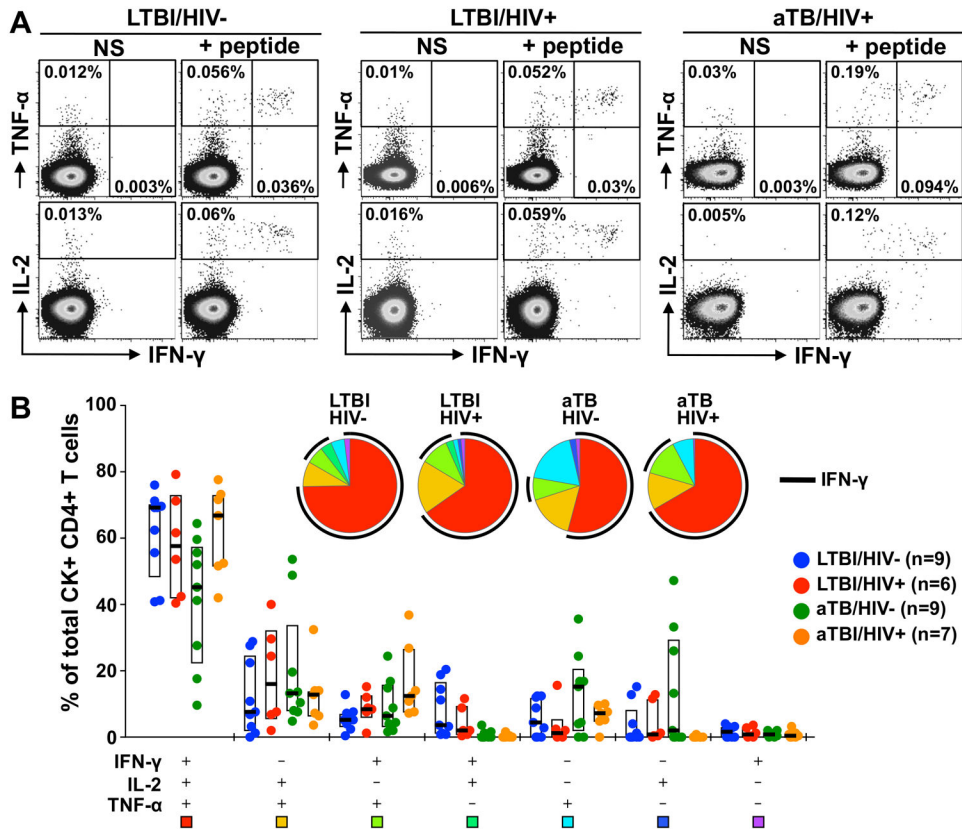 A
LTBI/HIV- LTBI/HIV+ aTB/HIV+
NS + peptide NS + peptide NS + peptide
0.012% 0.056% 0.01% 0.052% 0.03% 0.19%
TNF-α TNF-α TNF-α
0.003% 0.036% 0.006% 0.03% 0.003% 0.094%
0.013% 0.06% 0.016% 0.059% 0.005% 0.12%
IL-2 IL-2 IL-2
IFN-γ IFN-γ IFN-γ
B
% of total CK+ CD4+ T cells
100
80
60
40
20
0
LTBI LTBI aTB aTB
HIV- HIV+ HIV- HIV+
IFN-γ
LTBI/HIV- (n=9)
LTBI/HIV+ (n=6)
aTB/HIV- (n=9)
aTBI/HIV+ (n=7)
IFN-γ + – + + – – +
IL-2 + + – + – + –
TNF-α + + + – + – –